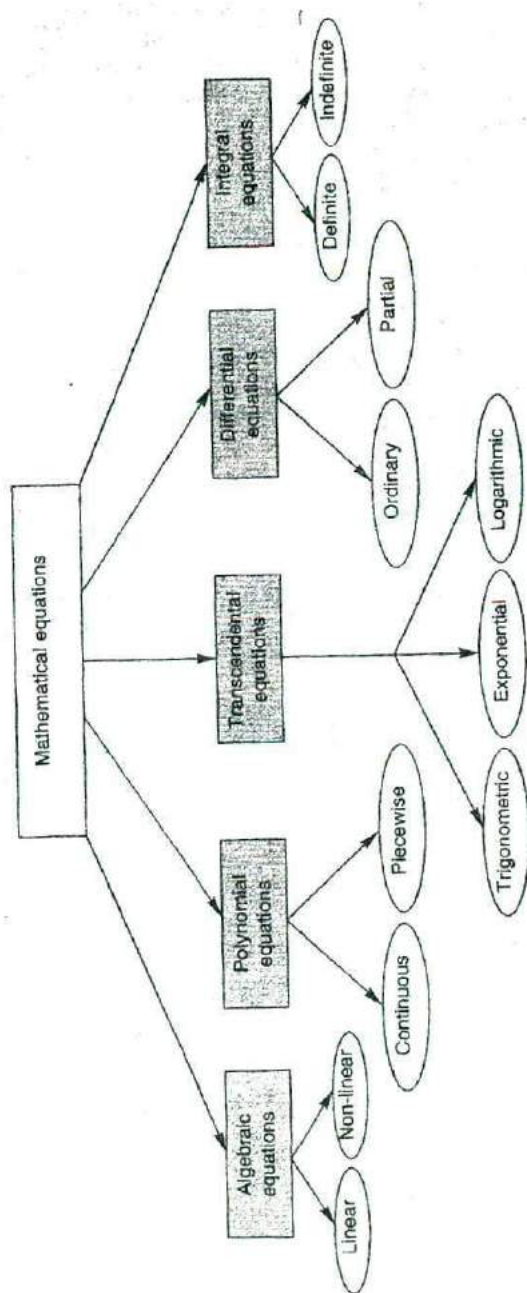 Mathematical equations
Algebraic
equations
Polynomial
equations
Transcendental
equations
Differential
equations
Integral
equations
Linear
Non-linear
Continuous
Piecewise
Trigonometric
Exponential
Logarithmic
Ordinary
Partial
Definite
Indefinite